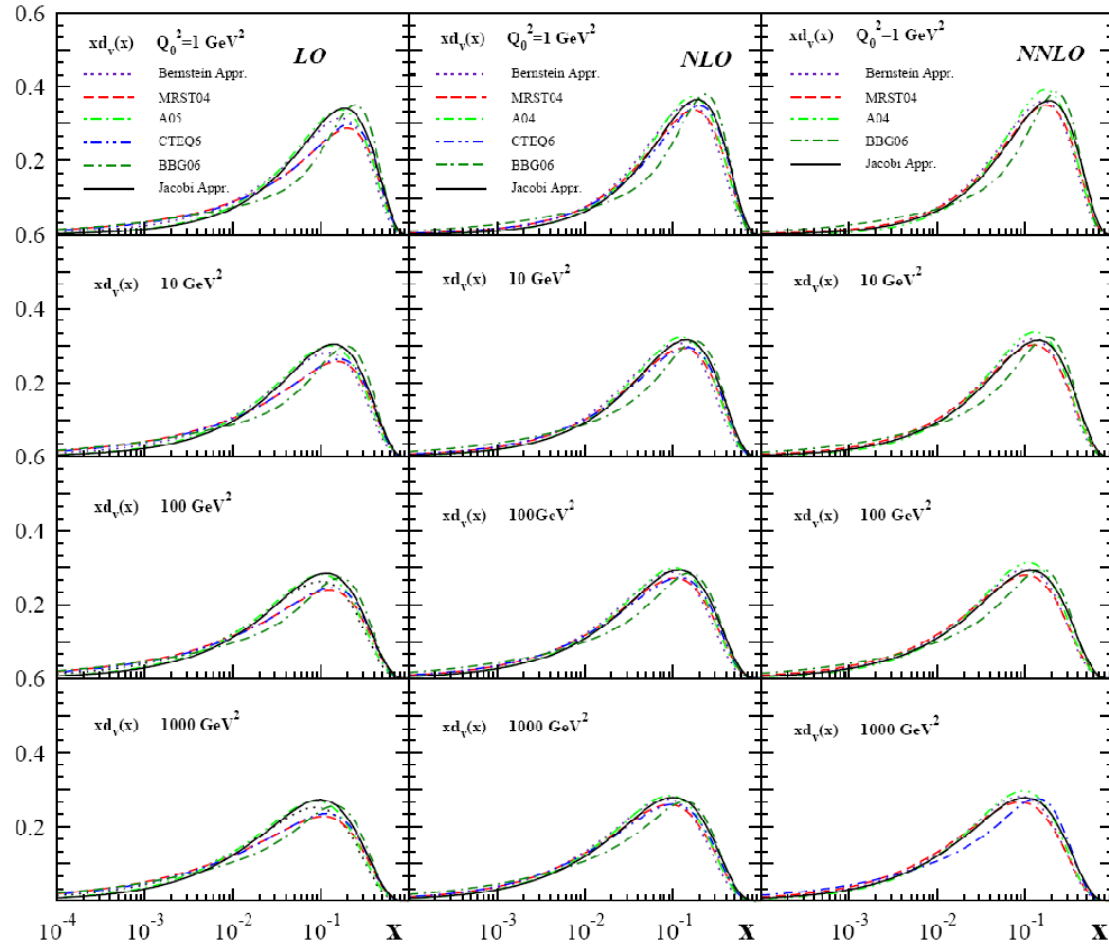 0.6
0.4
0.2
xd_v(x) Q_0^2=1 GeV^2
LO
Bernstein Appr.
MRST04
A05
CTEQ6
BBG06
Jacobi Appr.
xd_v(x) Q_0^2=1 GeV^2
NLO
Bernstein Appr.
MRST04
A04
CTEQ6
BBG06
Jacobi Appr.
xd_v(x) Q_0^2=1 GeV^2
NNLO
Bernstein Appr.
MRST04
A04
BBG06
Jacobi Appr.
0.6
0.4
0.2
xd_v(x) 10 GeV^2
xd_v(x) 10 GeV^2
xd_v(x) 10 GeV^2
0.6
0.4
0.2
xd_v(x) 100 GeV^2
xd_v(x) 100GeV^2
xd_v(x) 100 GeV^2
0.6
0.4
0.2
xd_v(x) 1000 GeV^2
xd_v(x) 1000 GeV^2
xd_v(x) 1000 GeV^2
10^-4 10^-3 10^-2 10^-1 x 10^-3 10^-2 10^-1 x 10^-3 10^-2 10^-1 x